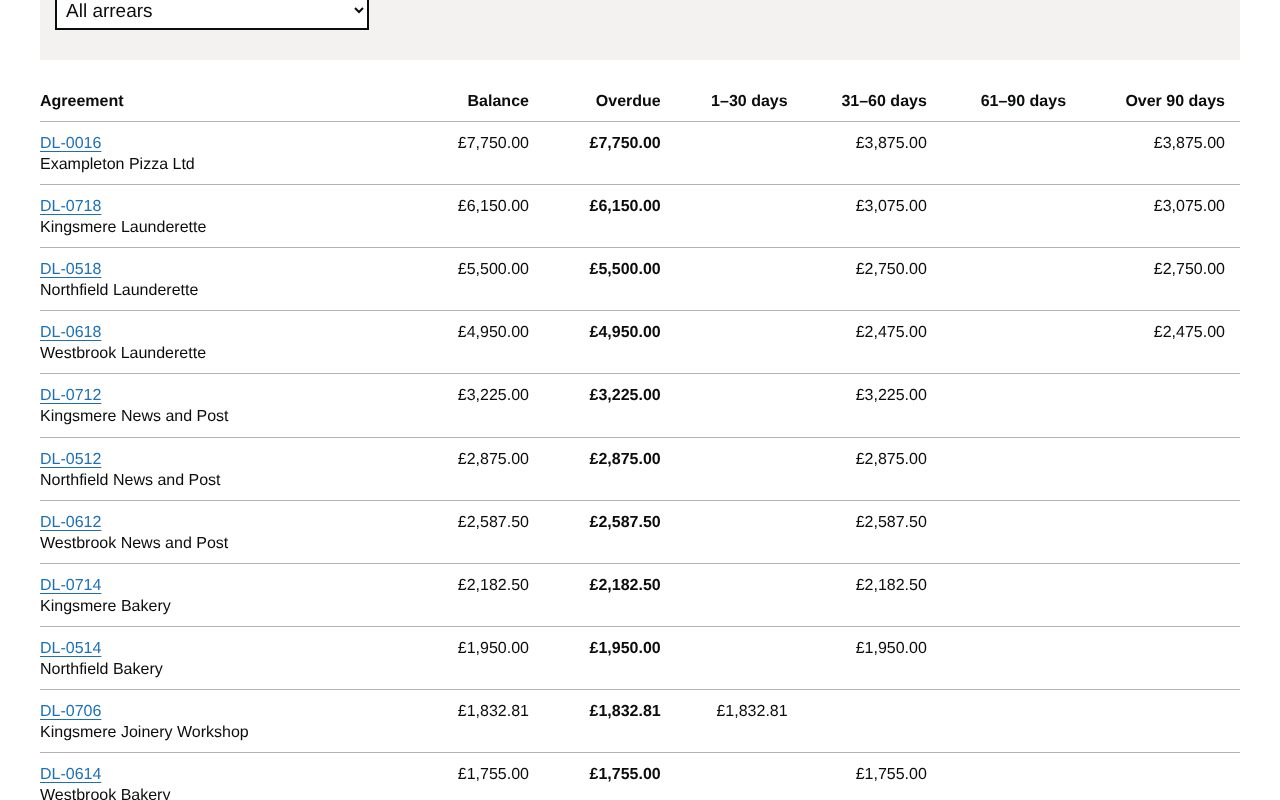 All arrears
Agreement Balance Overdue 1–30 days 31–60 days 61–90 days Over 90 days
DL-0016 £7,750.00 £7,750.00 £3,875.00 £3,875.00
Exampleton Pizza Ltd
DL-0718 £6,150.00 £6,150.00 £3,075.00 £3,075.00
Kingsmere Launderette
DL-0518 £5,500.00 £5,500.00 £2,750.00 £2,750.00
Northfield Launderette
DL-0618 £4,950.00 £4,950.00 £2,475.00 £2,475.00
Westbrook Launderette
DL-0712 £3,225.00 £3,225.00 £3,225.00
Kingsmere News and Post
DL-0512 £2,875.00 £2,875.00 £2,875.00
Northfield News and Post
DL-0612 £2,587.50 £2,587.50 £2,587.50
Westbrook News and Post
DL-0714 £2,182.50 £2,182.50 £2,182.50
Kingsmere Bakery
DL-0514 £1,950.00 £1,950.00 £1,950.00
Northfield Bakery
DL-0706 £1,832.81 £1,832.81 £1,832.81
Kingsmere Joinery Workshop
DL-0614 £1,755.00 £1,755.00 £1,755.00
Westbrook Bakery